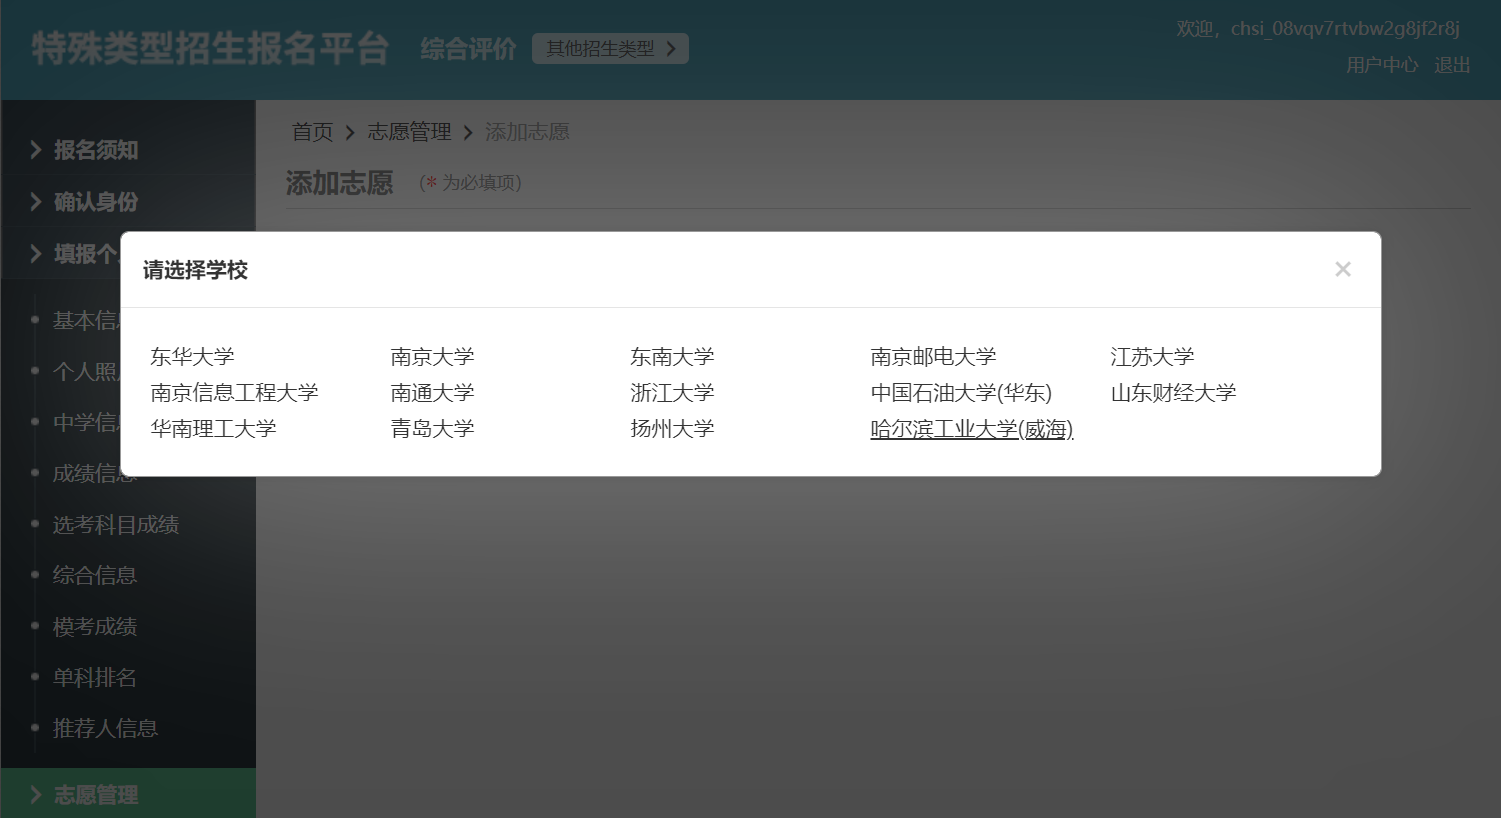 特殊类型招生报名平台 综合评价 其他招生类型
欢迎，chsi_08vqv7rtvbw2g8jf2r8j
用户中心 退出
报名须知
确认身份
填报个
基本信息
个人照
中学信息
成绩信息
选考科目成绩
综合信息
模考成绩
单科排名
推荐人信息
志愿管理
首页 志愿管理 添加志愿
添加志愿 (* 为必填项)
请选择学校 ×
东华大学 南京大学 东南大学 南京邮电大学 江苏大学
南京信息工程大学 南通大学 浙江大学 中国石油大学(华东) 山东财经大学
华南理工大学 青岛大学 扬州大学 哈尔滨工业大学(威海)